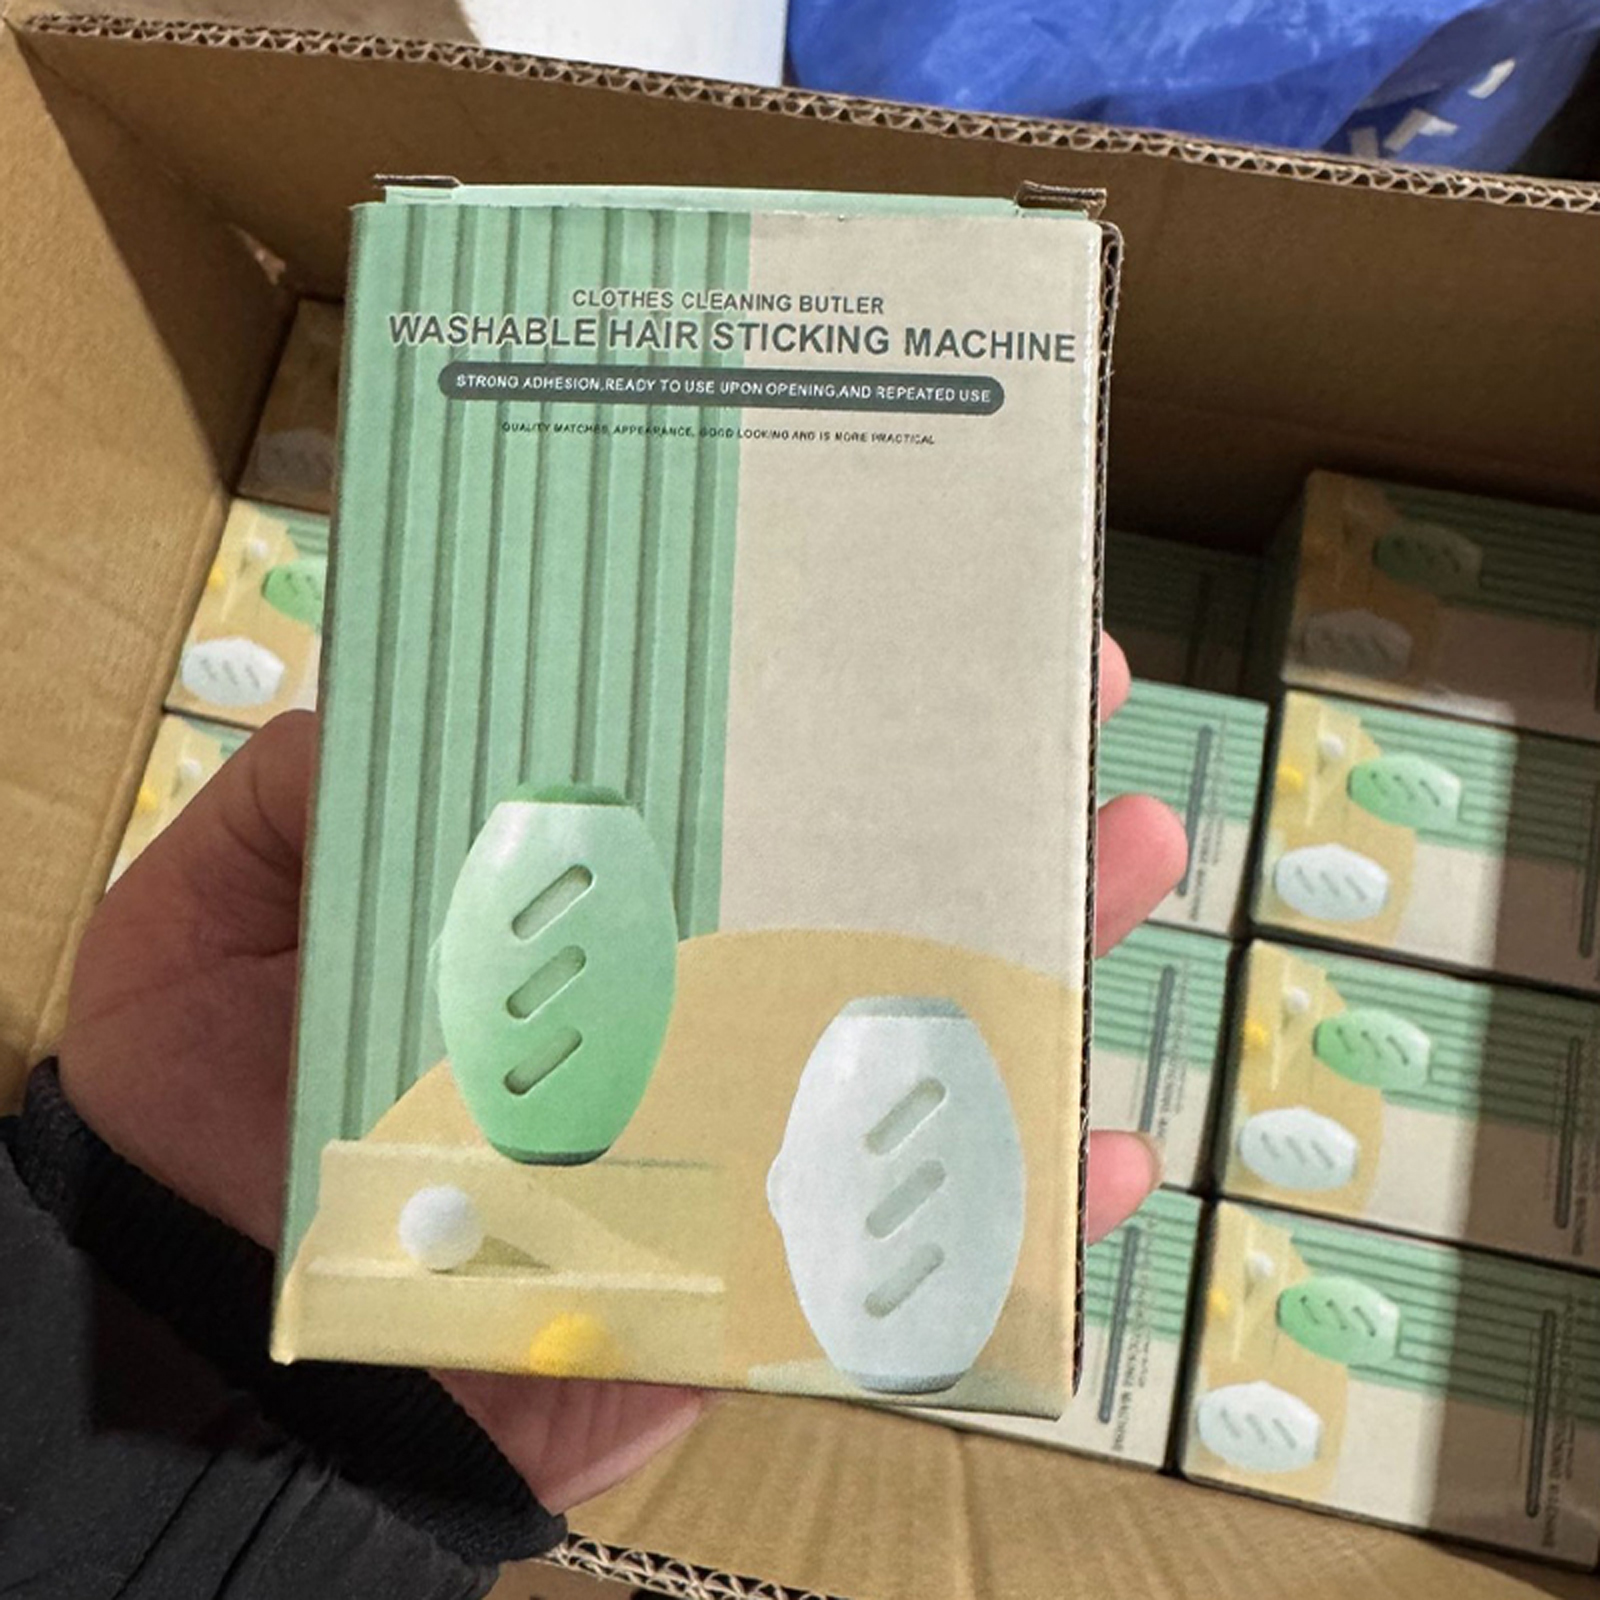 CLOTHES CLEANING BUTLER
WASHABLE HAIR STICKING MACHINE
STRONG ADHESION,READY TO USE UPON OPENING,AND REPEATED USE
QUALITY MATCHES, APPEARANCE, GOOD LOOKING AND IS MORE PRACTICAL